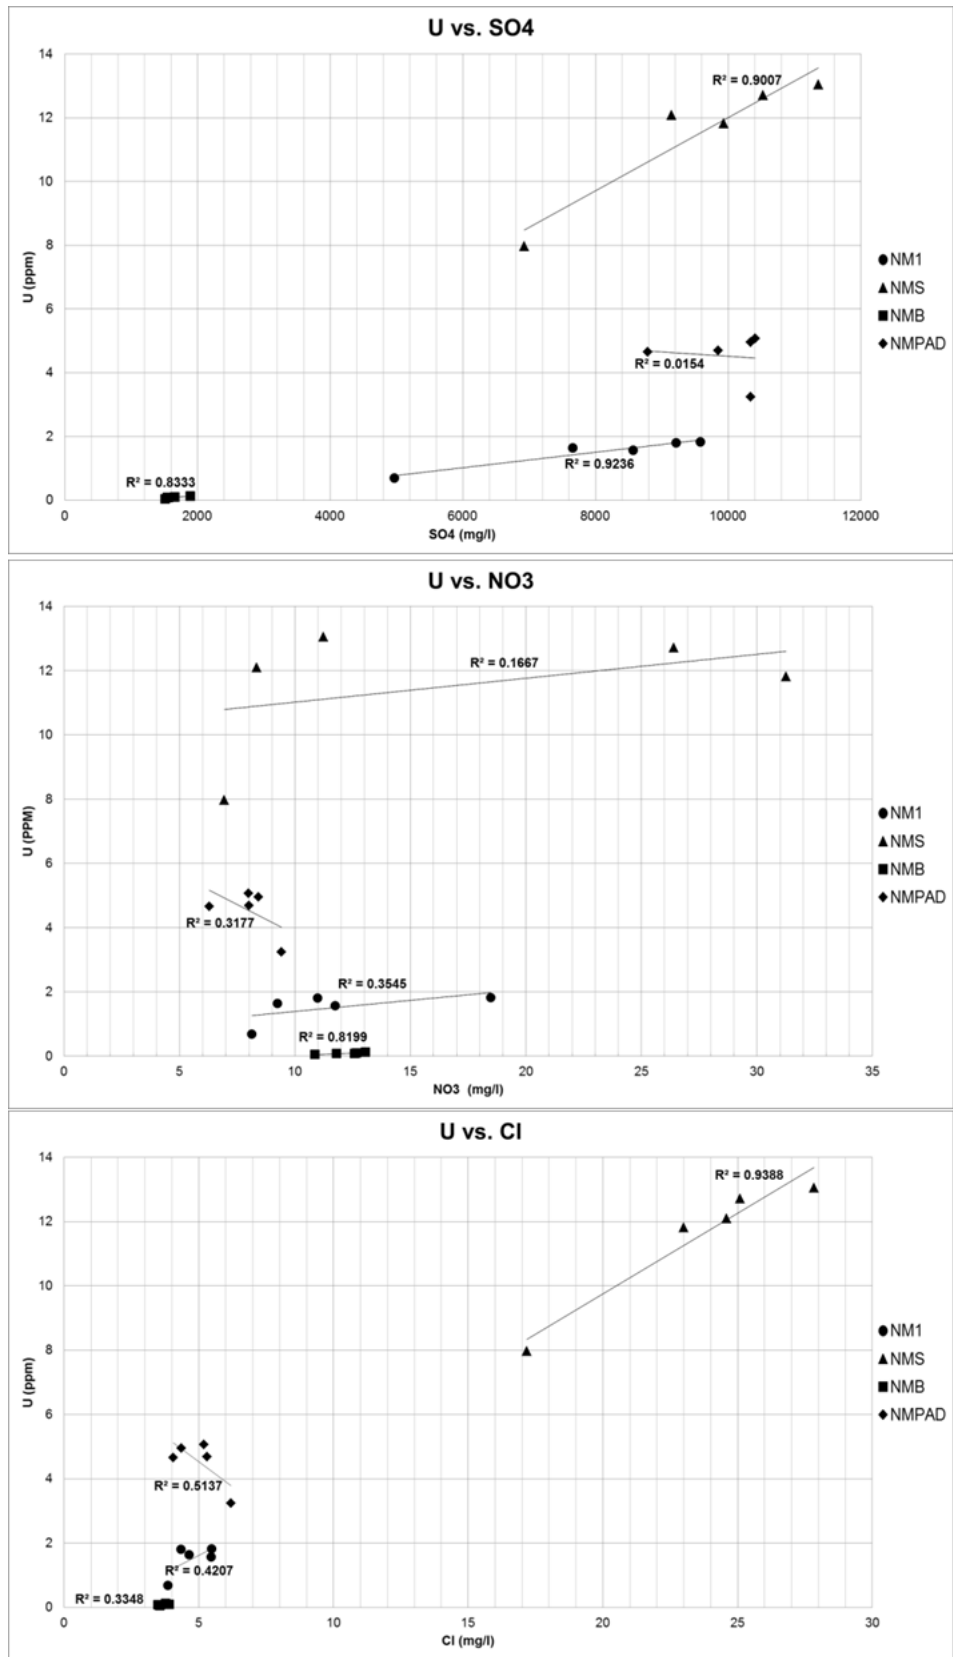 U vs. SO4
14
R² = 0.9007
12
10
8
U (ppm)
NM1
NMS
6
NMB
NMPAD
4
R² = 0.0154
2
R² = 0.9236
R² = 0.8333
0
0 2000 4000 6000 8000 10000 12000
SO4 (mg/l)
U vs. NO3
14
R² = 0.1667
12
10
8
U (PPM)
NM1
NMS
6
NMB
NMPAD
R² = 0.3177
4
R² = 0.3545
2
R² = 0.8199
0
0 5 10 15 20 25 30 35
NO3 (mg/l)
U vs. Cl
14
R² = 0.9388
12
10
8
U (ppm)
NM1
NMS
6
NMB
NMPAD
4
R² = 0.5137
2
R² = 0.4207
R² = 0.3348
0
0 5 10 15 20 25 30
Cl (mg/l)